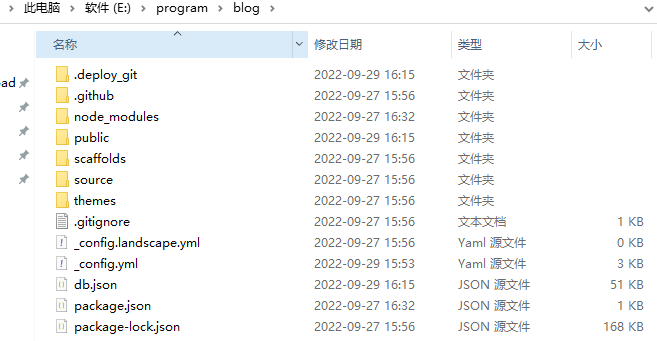 此电脑 > 软件 (E:) > program > blog >
名称 修改日期 类型 大小
.deploy_git 2022-09-29 16:15 文件夹
ad .github 2022-09-27 15:56 文件夹
node_modules 2022-09-27 16:32 文件夹
public 2022-09-29 16:15 文件夹
scaffolds 2022-09-27 15:56 文件夹
source 2022-09-27 15:56 文件夹
themes 2022-09-27 15:56 文件夹
.gitignore 2022-09-27 15:56 文本文档 1 KB
_config.landscape.yml 2022-09-27 15:56 Yaml 源文件 0 KB
_config.yml 2022-09-29 15:53 Yaml 源文件 3 KB
db.json 2022-09-29 16:15 JSON 源文件 51 KB
package.json 2022-09-27 16:32 JSON 源文件 1 KB
package-lock.json 2022-09-27 15:56 JSON 源文件 168 KB